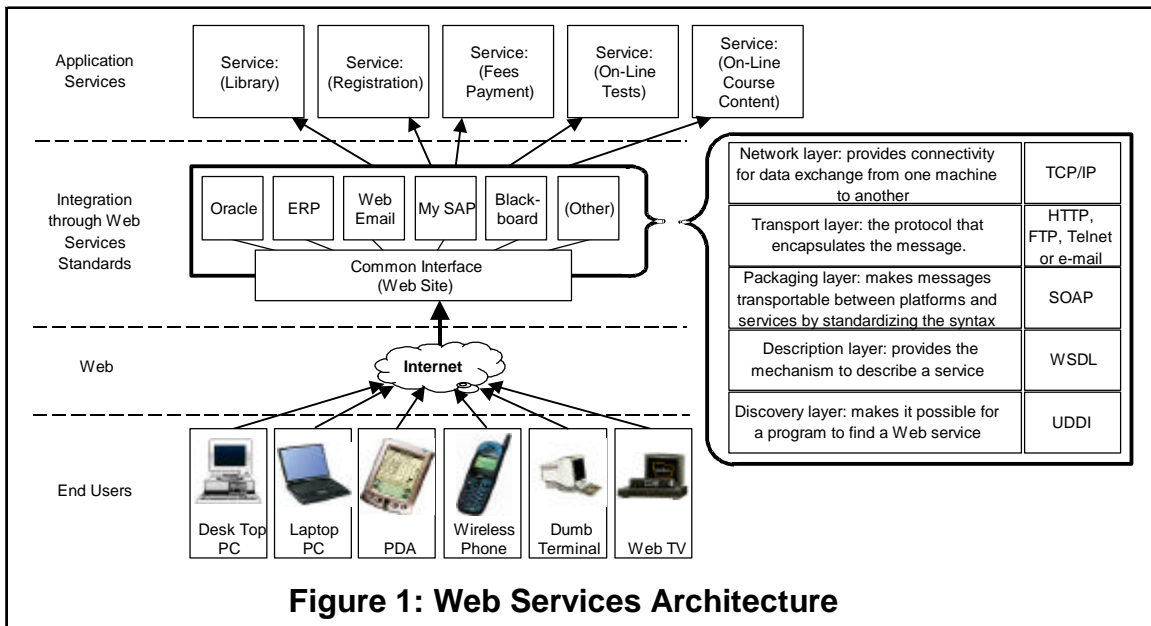 Application
Services
Service:
(Library)
Service:
(Registration)
Service:
(Fees
Payment)
Service:
(On-Line
Tests)
Service:
(On-Line
Course
Content)
Integration
through Web
Services
Standards
Oracle
ERP
Web
Email
My SAP
Black-
board
(Other)
Common Interface
(Web Site)
Network layer: provides connectivity
for data exchange from one machine
to another
TCP/IP
Transport layer: the protocol that
encapsulates the message.
HTTP,
FTP, Telnet
or e-mail
Packaging layer: makes messages
transportable between platforms and
services by standardizing the syntax
SOAP
Description layer: provides the
mechanism to describe a service
WSDL
Discovery layer: makes it possible for
a program to find a Web service
UDDI
Web
Internet
End Users
Desk Top
PC
Laptop
PC
PDA
Wireless
Phone
Dumb
Terminal
Web TV
Figure 1: Web Services Architecture